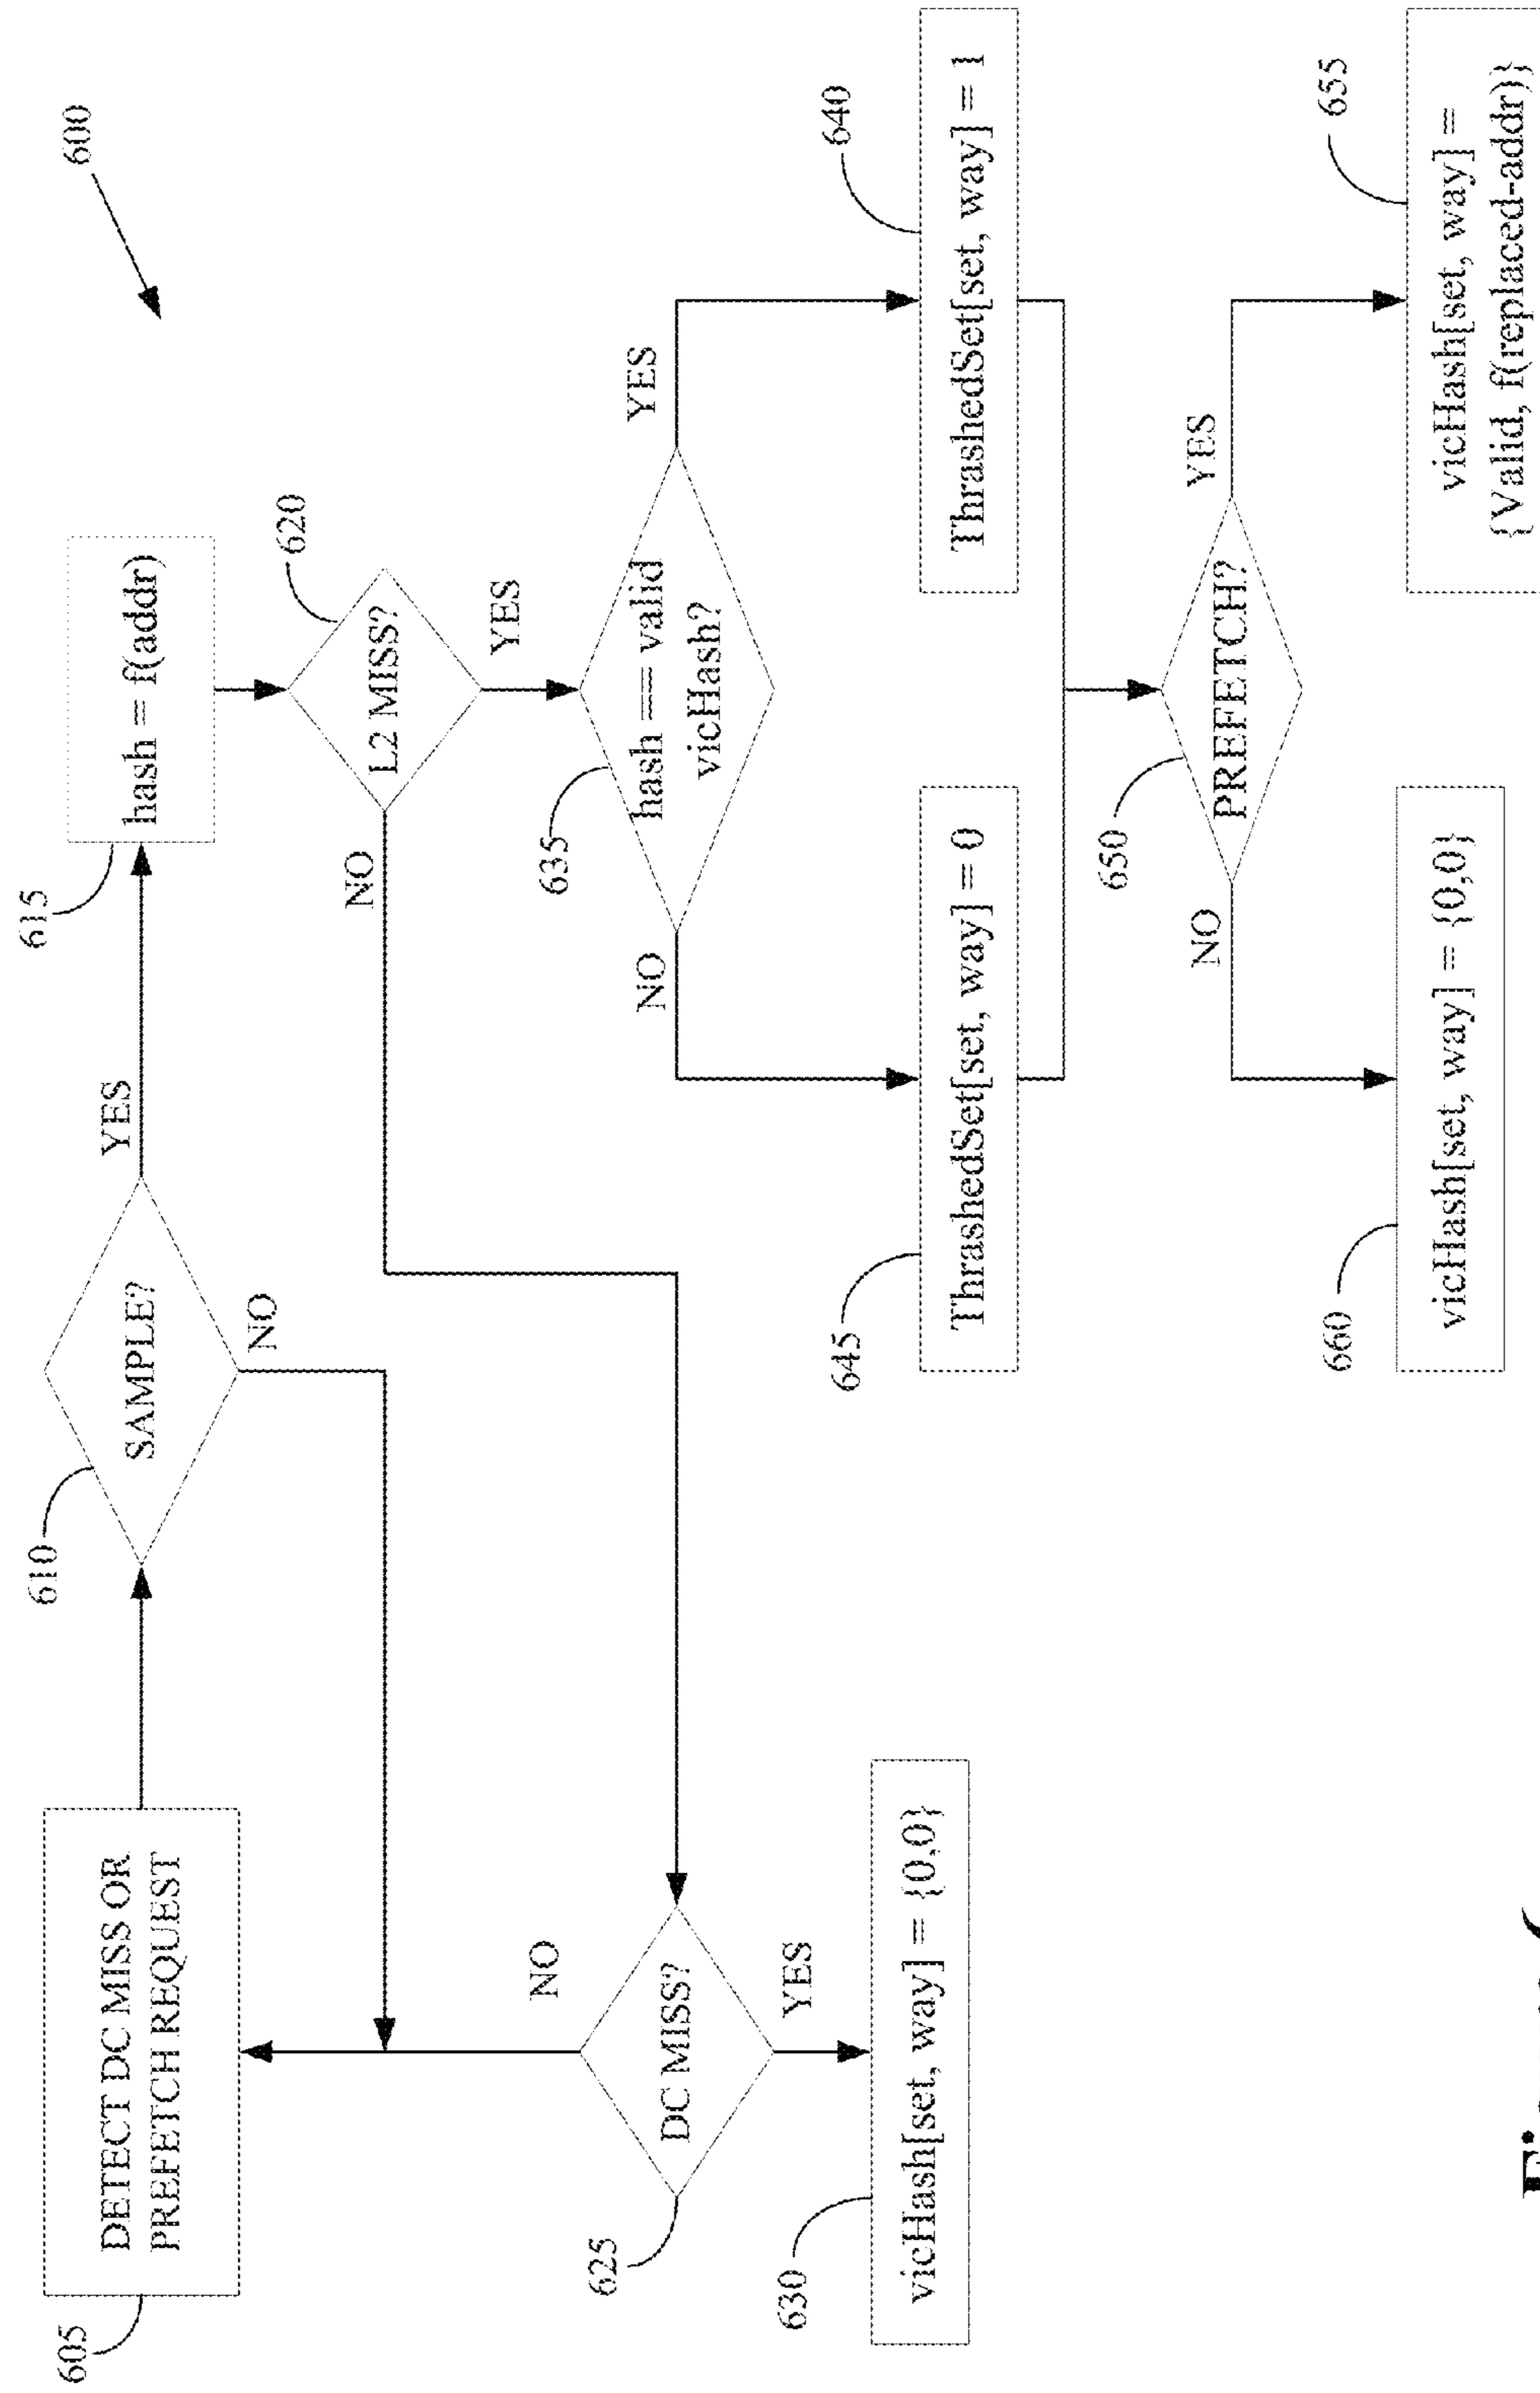 600
605
DETECT DC MISS OR
PREFETCH REQUEST
610
SAMPLE?
YES
NO
615
hash = f(addr)
620
L2 MISS?
NO
YES
625
DC MISS?
NO
YES
630
vicHash[set, way] = {0,0}
635
hash == valid
vicHash?
NO
YES
645
ThrashedSet[set, way] = 0
640
ThrashedSet[set, way] = 1
650
PREFETCH?
NO
YES
660
vicHash[set, way] = {0,0}
655
vicHash[set, way] =
{Valid, f(replaced-addr)}